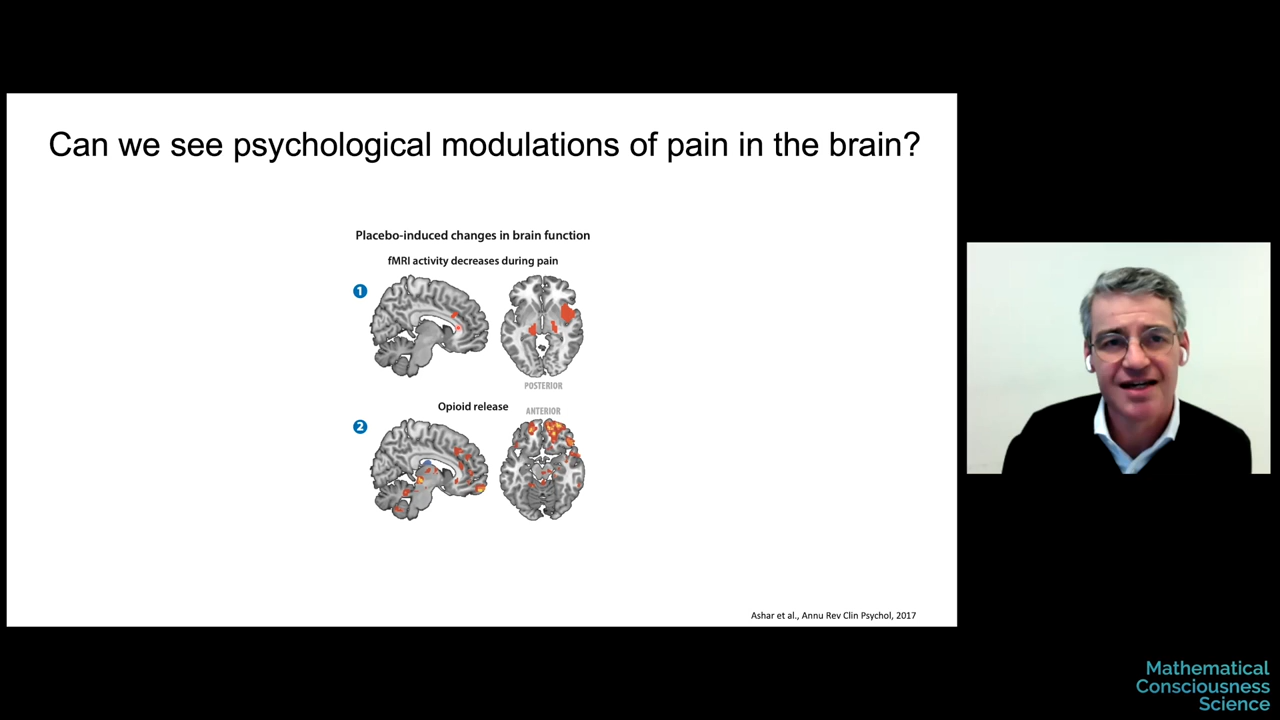 Can we see psychological modulations of pain in the brain?
Placebo-induced changes in brain function
fMRI activity decreases during pain
1
POSTERIOR
Opioid release
ANTERIOR
2
Ashar et al., Annu Rev Clin Psychol, 2017
Mathematical
Consciousness
Science